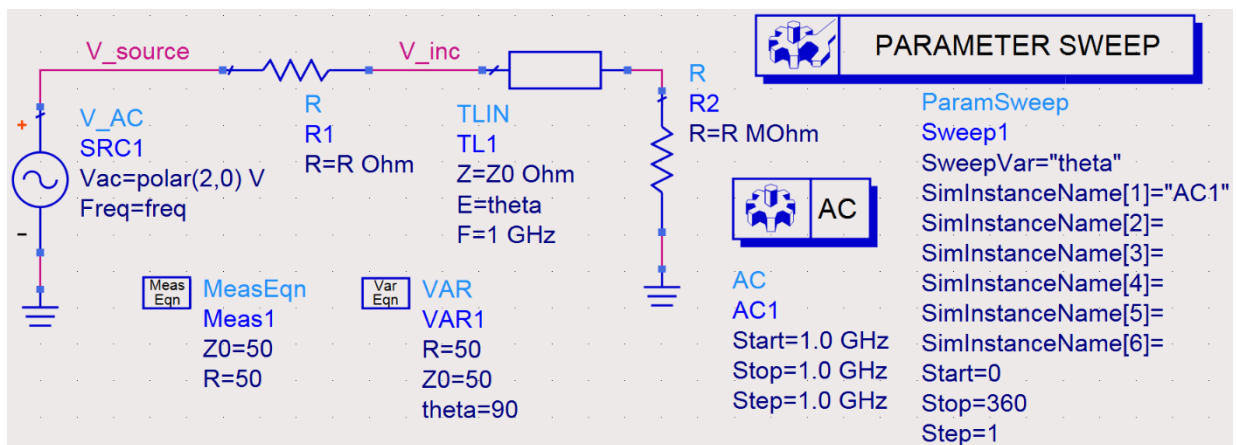 V_source
V_inc
+
V_AC
SRC1
Vac=polar(2,0) V
Freq=freq
−
R
R1
R=R Ohm
TLIN
TL1
Z=Z0 Ohm
E=theta
F=1 GHz
R
R2
R=R MOhm
Meas
Eqn
MeasEqn
Meas1
Z0=50
R=50
Var
Eqn
VAR
VAR1
R=50
Z0=50
theta=90
AC
AC
AC1
Start=1.0 GHz
Stop=1.0 GHz
Step=1.0 GHz
PARAMETER SWEEP
ParamSweep
Sweep1
SweepVar="theta"
SimInstanceName[1]="AC1"
SimInstanceName[2]=
SimInstanceName[3]=
SimInstanceName[4]=
SimInstanceName[5]=
SimInstanceName[6]=
Start=0
Stop=360
Step=1